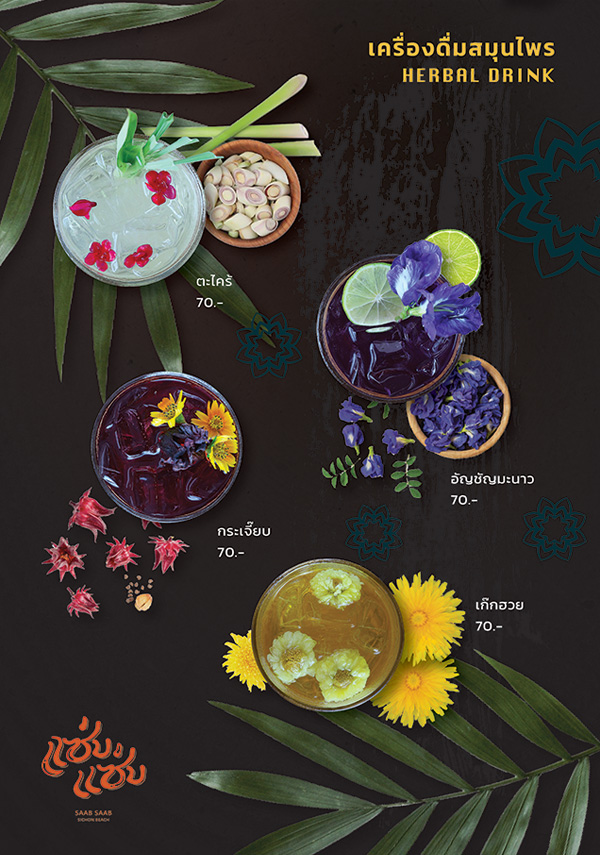 เครื่องดื่มสมุนไพร
HERBAL DRINK
ตะไคร้
70.-
อัญชัญมะนาว
70.-
กระเจี๊ยบ
70.-
เก๊กฮวย
70.-
แซ่บ
แซ่บ
SAAB SAAB